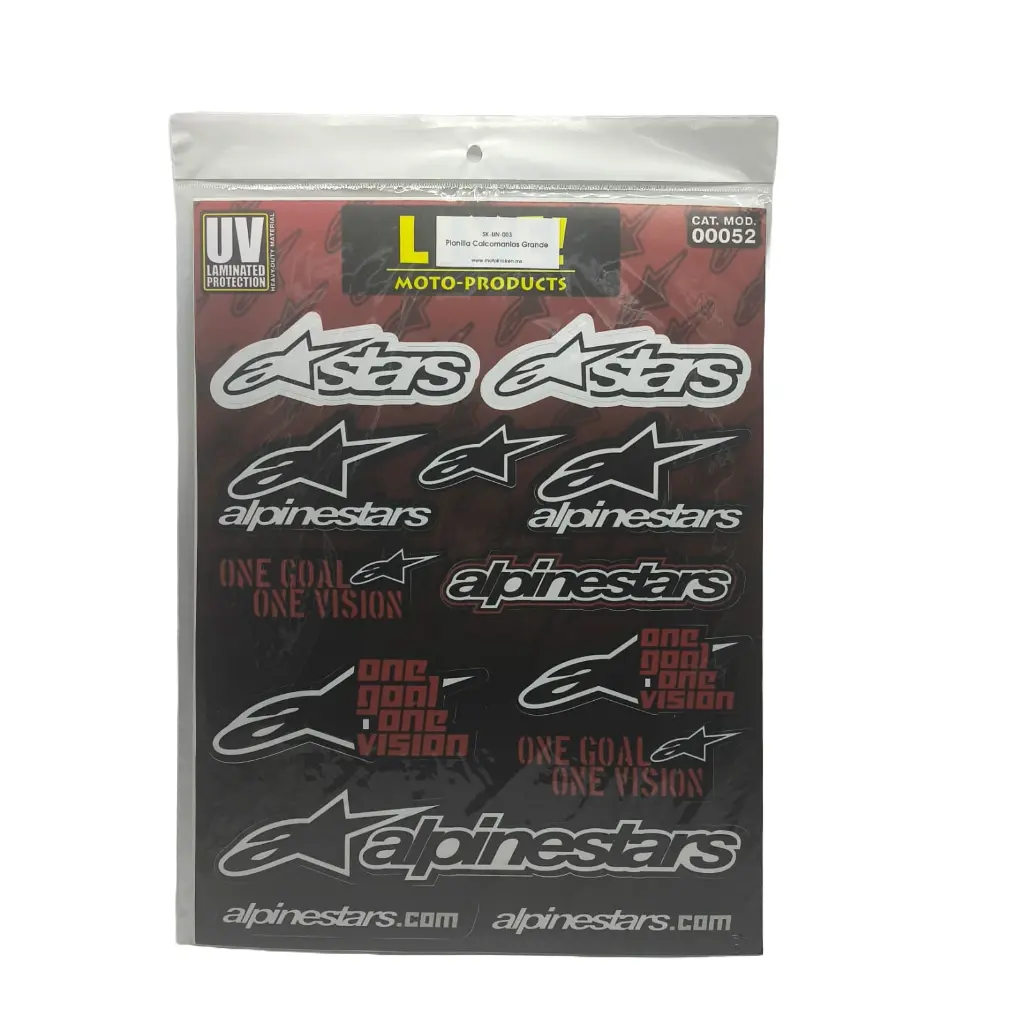 UV
LAMINATED
PROTECTION
HEAVY-DUTY MATERIAL
SK-UN-003
Planilla Calcomanias Grande
MOTO-PRODUCTS
CAT. MOD.
00052
stars
stars
alpinestars
alpinestars
ONE GOAL
ONE VISION
alpinestars
one
goal
one
vision
one
goal
one
vision
ONE GOAL
ONE VISION
alpinestars
alpinestars.com
alpinestars.com